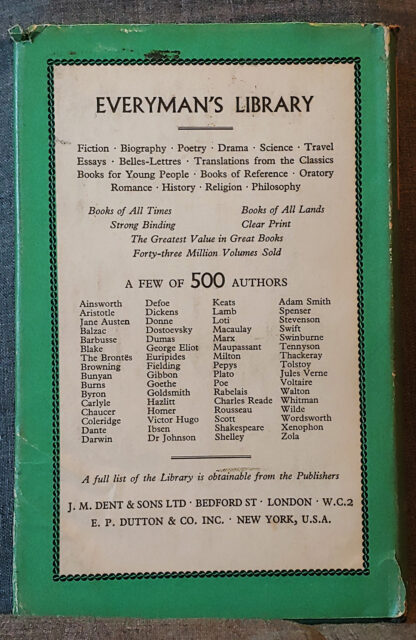 EVERYMAN'S LIBRARY
Fiction · Biography · Poetry · Drama · Science · Travel
Essays · Belles-Lettres · Translations from the Classics
Books for Young People · Books of Reference · Oratory
Romance · History · Religion · Philosophy
Books of All Times Books of All Lands
Strong Binding Clear Print
The Greatest Value in Great Books
Forty-three Million Volumes Sold
A FEW OF 500 AUTHORS
Ainsworth Defoe Keats Adam Smith
Aristotle Dickens Lamb Spenser
Jane Austen Donne Loti Stevenson
Balzac Dostoevsky Macaulay Swift
Barbusse Dumas Marx Swinburne
Blake George Eliot Maupassant Tennyson
The Brontës Euripides Milton Thackeray
Browning Fielding Pepys Tolstoy
Bunyan Gibbon Plato Jules Verne
Burns Goethe Poe Voltaire
Byron Goldsmith Rabelais Walton
Carlyle Hazlitt Charles Reade Whitman
Chaucer Homer Rousseau Wilde
Coleridge Victor Hugo Scott Wordsworth
Dante Ibsen Shakespeare Xenophon
Darwin Dr Johnson Shelley Zola
A full list of the Library is obtainable from the Publishers
J. M. DENT & SONS LTD · BEDFORD ST · LONDON · W.C.2
E. P. DUTTON & CO. INC. · NEW YORK, U.S.A.